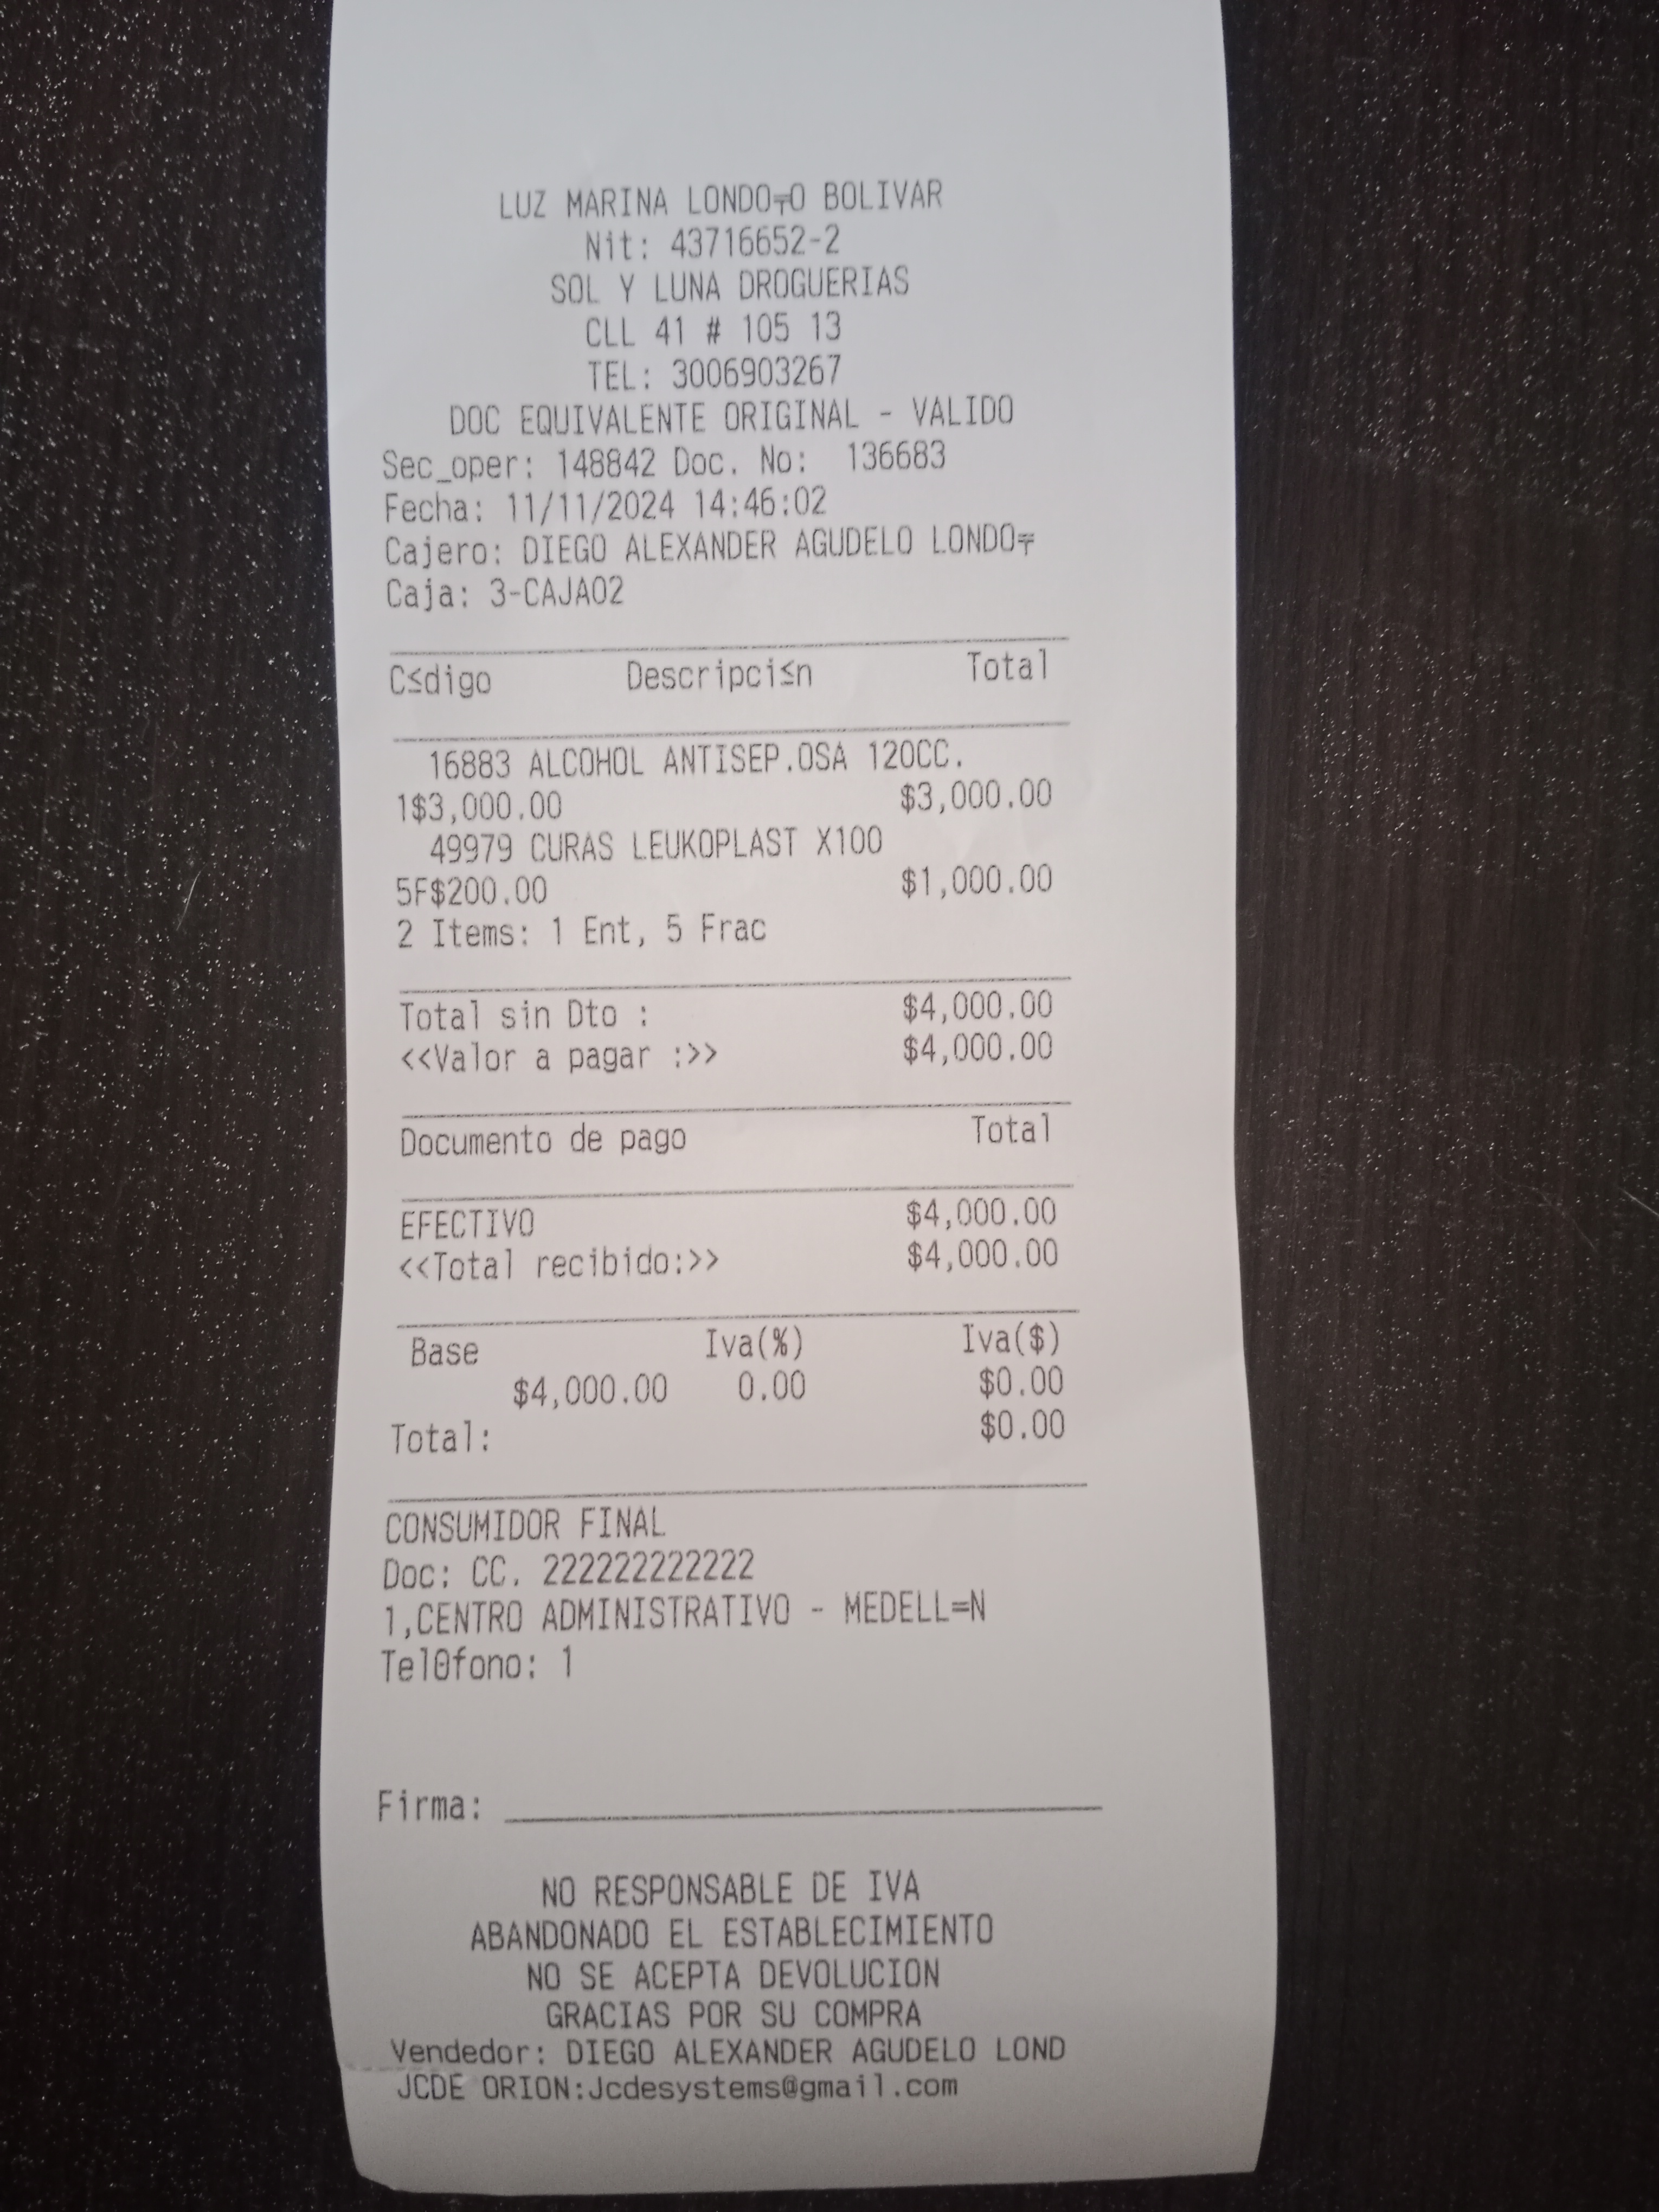 LUZ MARINA LONDO╤O BOLIVAR
Nit: 43716652-2
SOL Y LUNA DROGUERIAS
CLL 41 # 105 13
TEL: 3006903267
DOC EQUIVALENTE ORIGINAL - VALIDO
Sec_oper: 148842 Doc. No: 136683
Fecha: 11/11/2024 14:46:02
Cajero: DIEGO ALEXANDER AGUDELO LONDO╤
Caja: 3-CAJA02
C≤digo Descripci≤n Total
16883 ALCOHOL ANTISEP.OSA 120CC.
1$3,000.00 $3,000.00
49979 CURAS LEUKOPLAST X100
5F$200.00 $1,000.00
2 Items: 1 Ent, 5 Frac
Total sin Dto : $4,000.00
<<Valor a pagar :>> $4,000.00
Documento de pago Total
EFECTIVO $4,000.00
<<Total recibido:>> $4,000.00
Base Iva(%) Iva($)
$4,000.00 0.00 $0.00
Total: $0.00
CONSUMIDOR FINAL
Doc: CC. 222222222222
1,CENTRO ADMINISTRATIVO - MEDELL=N
TelΘfono: 1
Firma:
NO RESPONSABLE DE IVA
ABANDONADO EL ESTABLECIMIENTO
NO SE ACEPTA DEVOLUCION
GRACIAS POR SU COMPRA
Vendedor: DIEGO ALEXANDER AGUDELO LOND
JCDE ORION:Jcdesystems@gmail.com